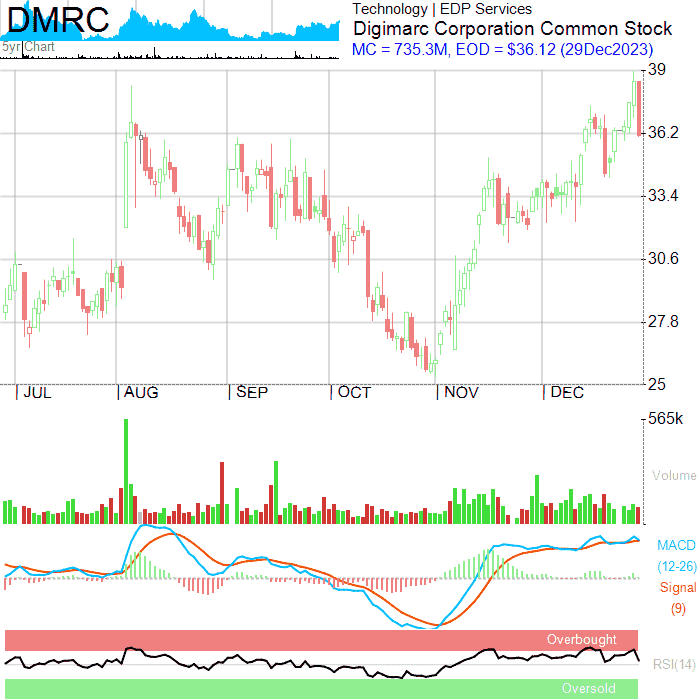 DMRC
5yr Chart
Technology | EDP Services
Digimarc Corporation Common Stock
MC = 735.3M, EOD = $36.12 (29Dec2023)
39
36.2
33.4
30.6
27.8
25
JUL
AUG
SEP
OCT
NOV
DEC
565k
Volume
MACD
(12-26)
Signal
(9)
Overbought
RSI(14)
Oversold